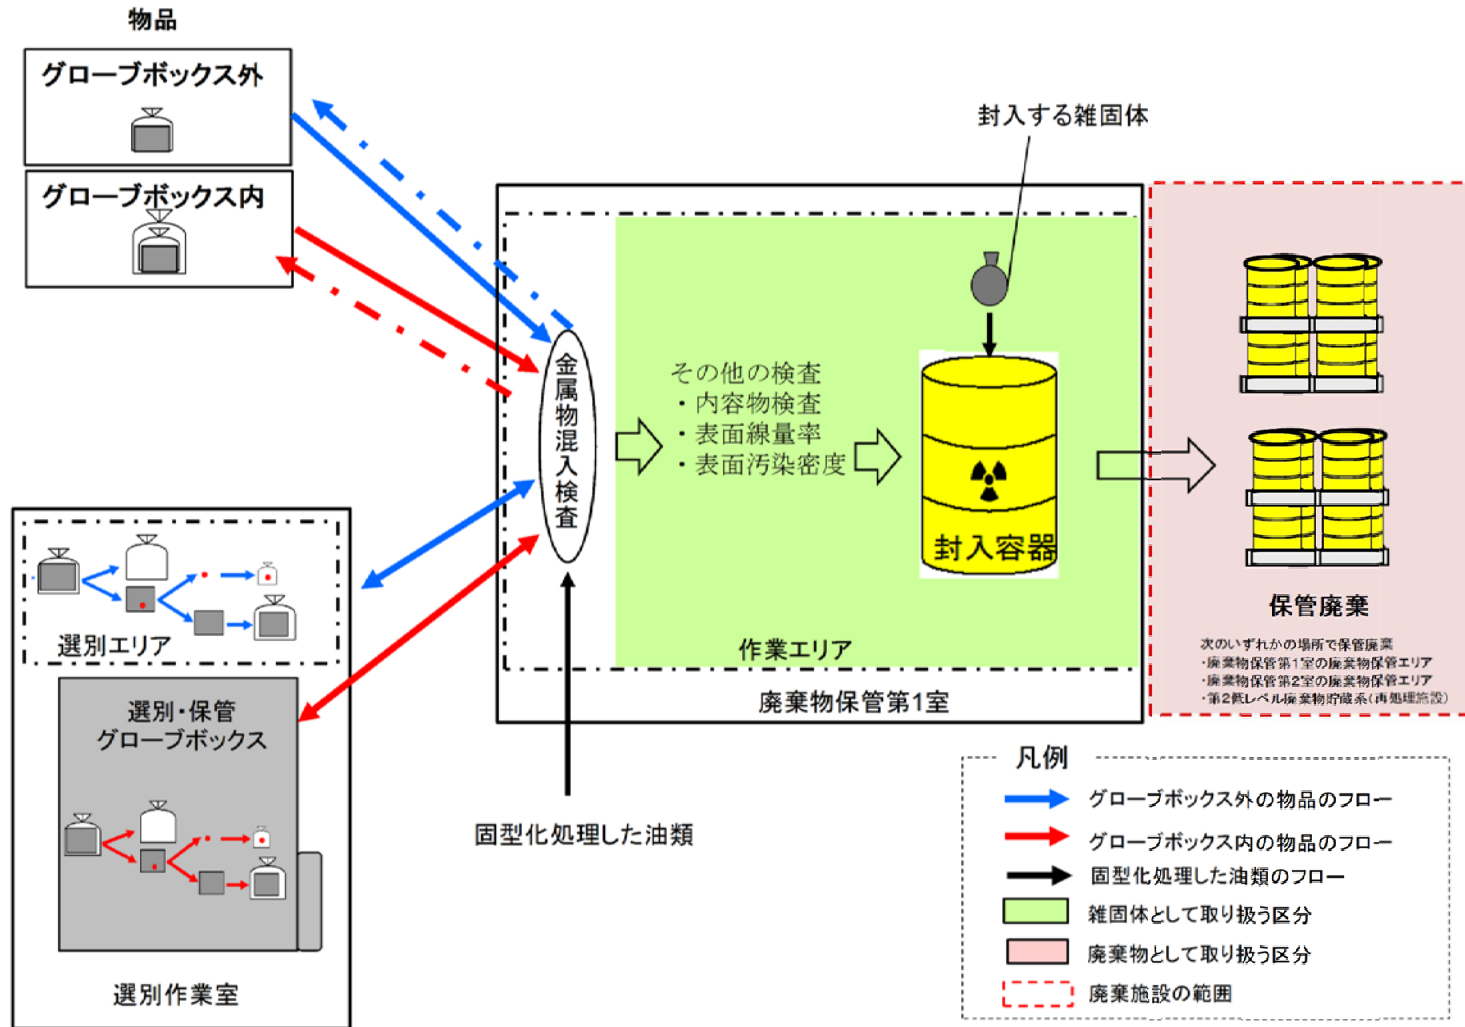 物品
グローブボックス外
グローブボックス内
封入する雑固体
金属物混入検査
その他の検査
・内容物検査
・表面線量率
・表面汚染密度
封入容器
作業エリア
廃棄物保管第1室
保管廃棄
次のいずれかの場所で保管廃棄
・廃棄物保管第1室の廃棄物保管エリア
・廃棄物保管第2室の廃棄物保管エリア
・第2低レベル廃棄物貯蔵系(再処理施設)
選別エリア
選別・保管
グローブボックス
選別作業室
固型化処理した油類
凡例
グローブボックス外の物品のフロー
グローブボックス内の物品のフロー
固型化処理した油類のフロー
雑固体として取り扱う区分
廃棄物として取り扱う区分
廃棄施設の範囲